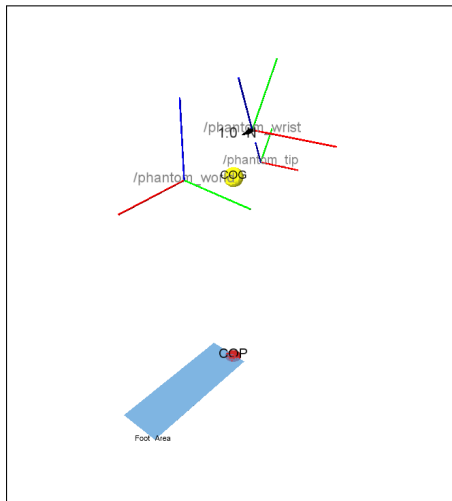 /phantom_wrist
1.0 N
/phantom_tip
/phantom_world
COG
COP
Foot Area